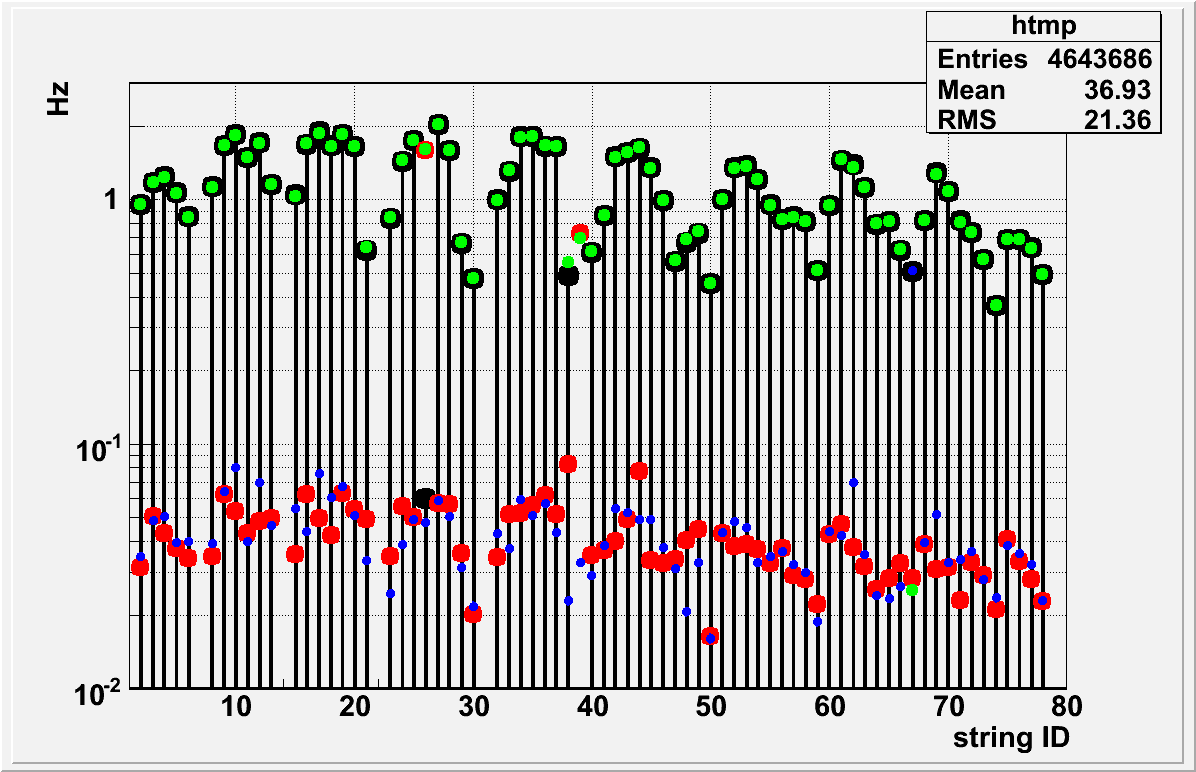 htmp
Entries 4643686
Mean 36.93
RMS 21.36
Hz
1
10-1
10-2
10 20 30 40 50 60 70 80
string ID